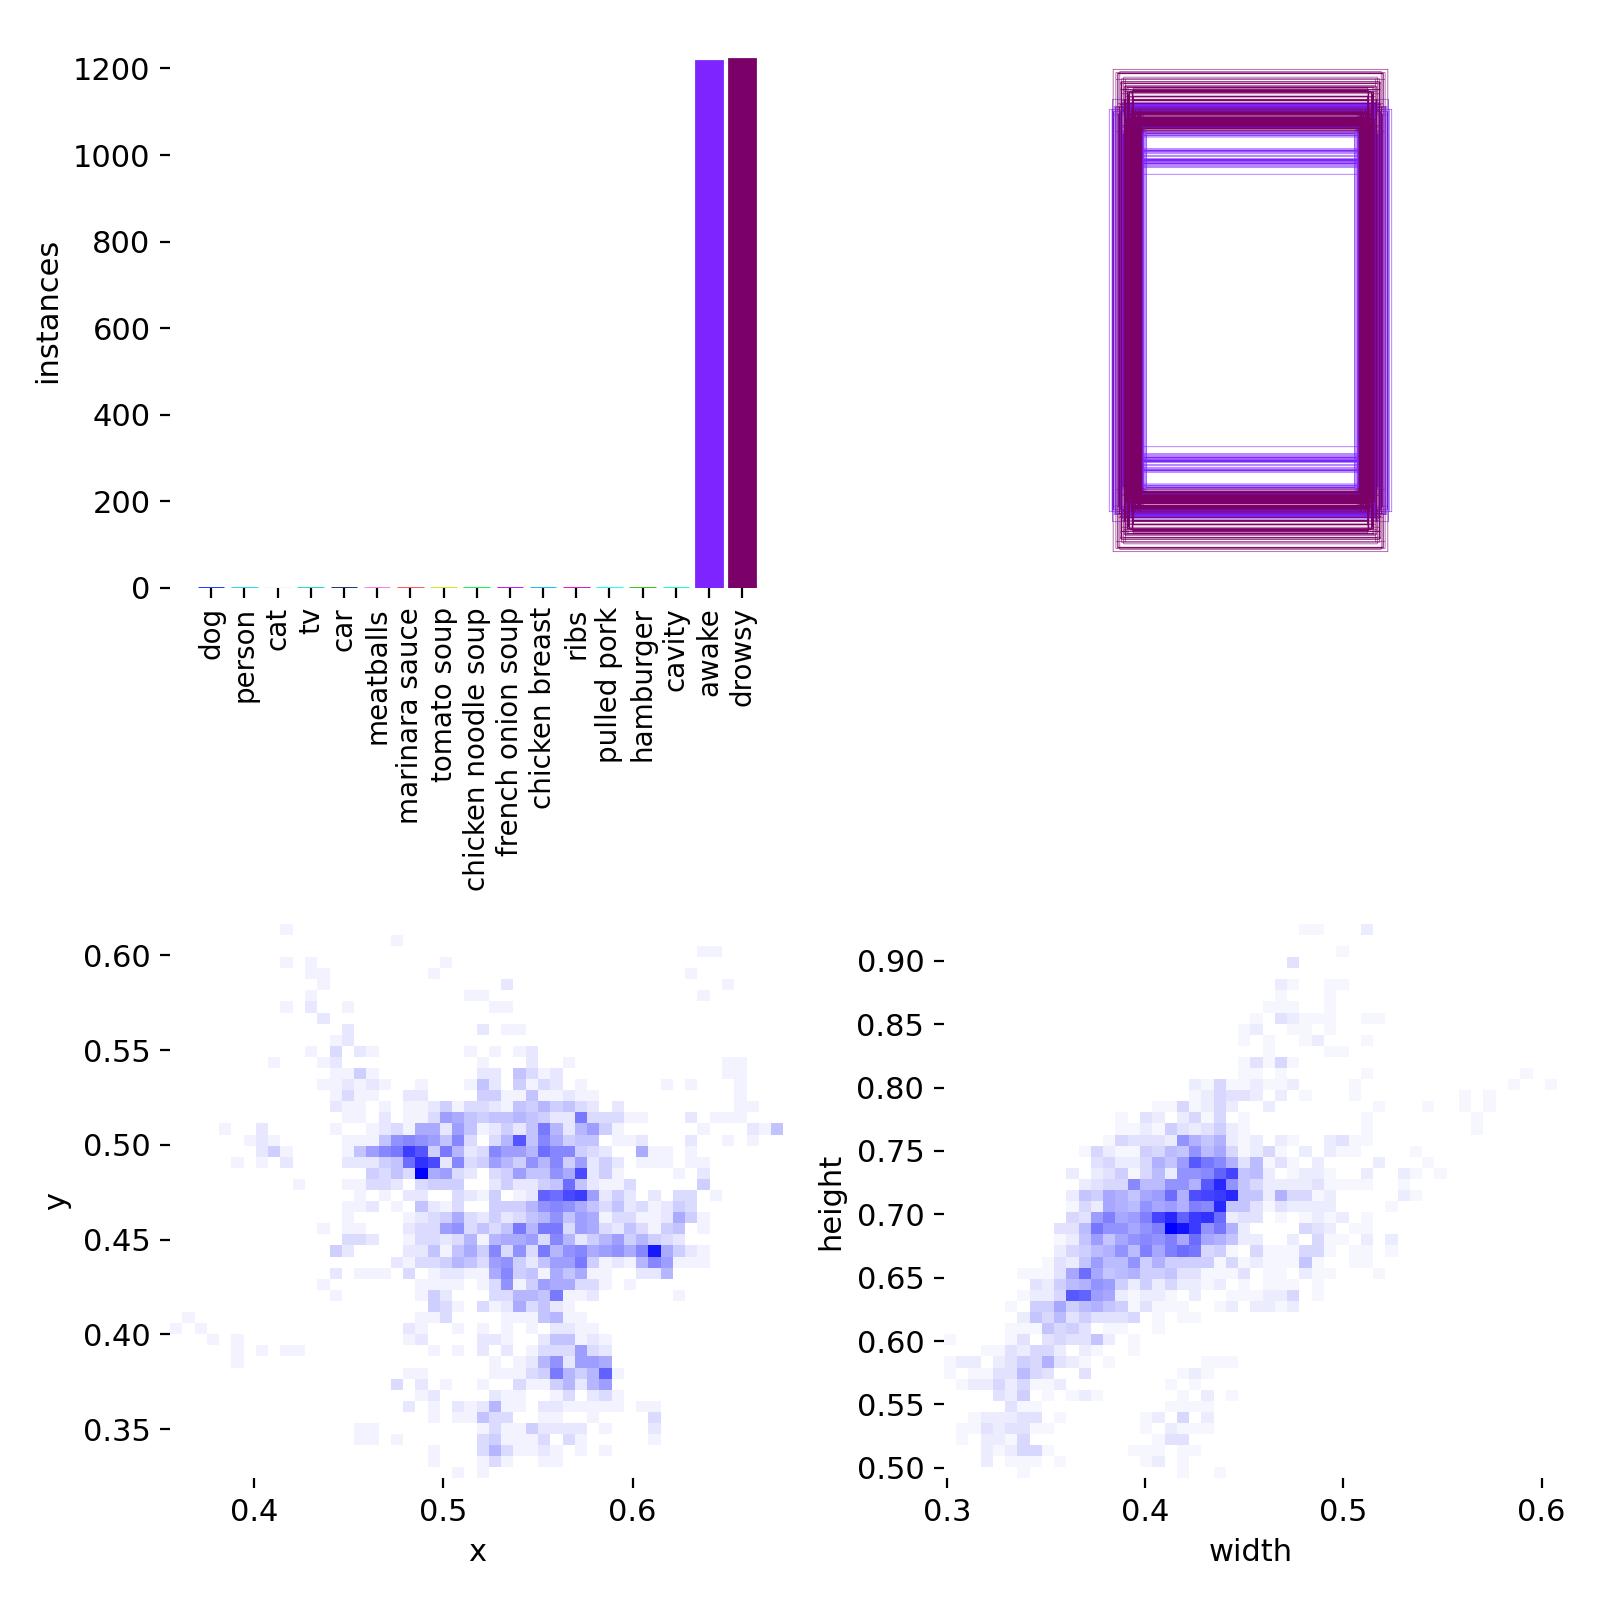 1200
1000
800
600
400
200
0
instances
dog
person
cat
tv
car
meatballs
marinara sauce
tomato soup
chicken noodle soup
french onion soup
chicken breast
ribs
pulled pork
hamburger
cavity
awake
drowsy
0.60
0.55
0.50
0.45
0.40
0.35
y
0.4 0.5 0.6
x
0.90
0.85
0.80
0.75
0.70
0.65
0.60
0.55
0.50
height
0.3 0.4 0.5 0.6
width